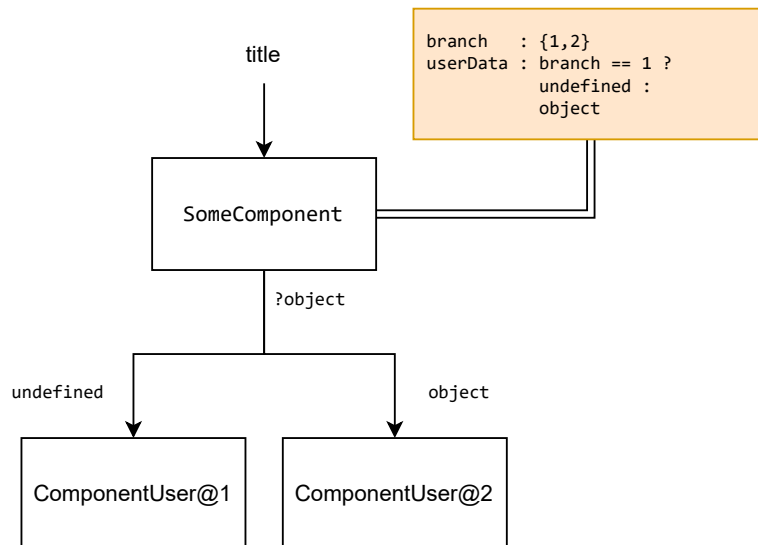 title
branch   : {1,2}
userData : branch == 1 ?
           undefined :
           object
SomeComponent
?object
undefined
object
ComponentUser@1
ComponentUser@2